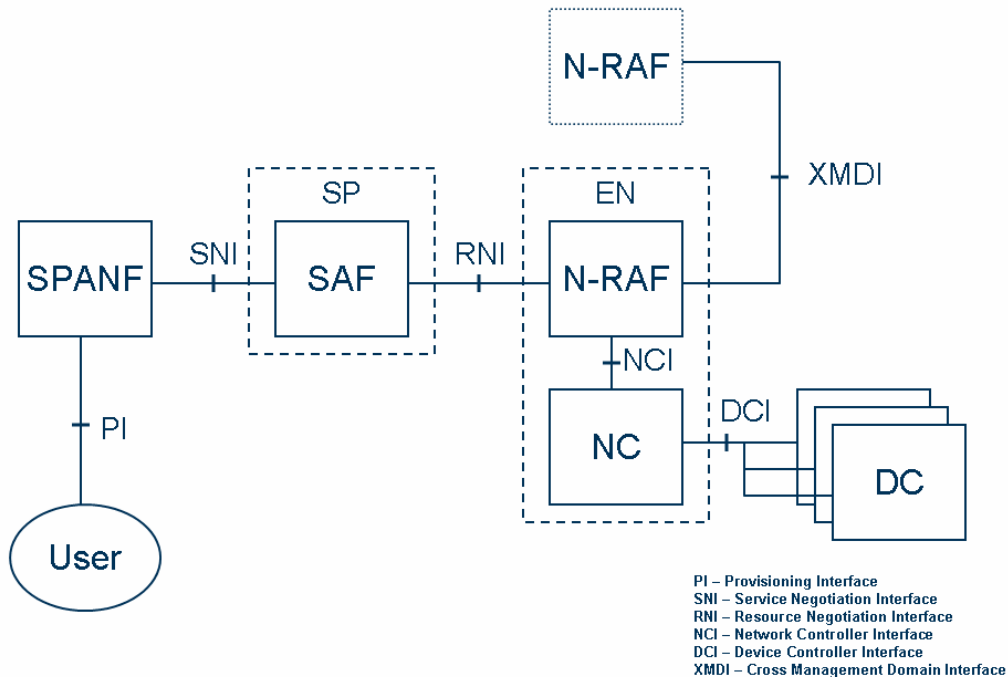 N-RAF
XMDI
SP
EN
SPANF
SNI
SAF
RNI
N-RAF
NCI
PI
NC
DCI
DC
User
PI – Provisioning Interface
SNI – Service Negotiation Interface
RNI – Resource Negotiation Interface
NCI – Network Controller Interface
DCI – Device Controller Interface
XMDI – Cross Management Domain Interface